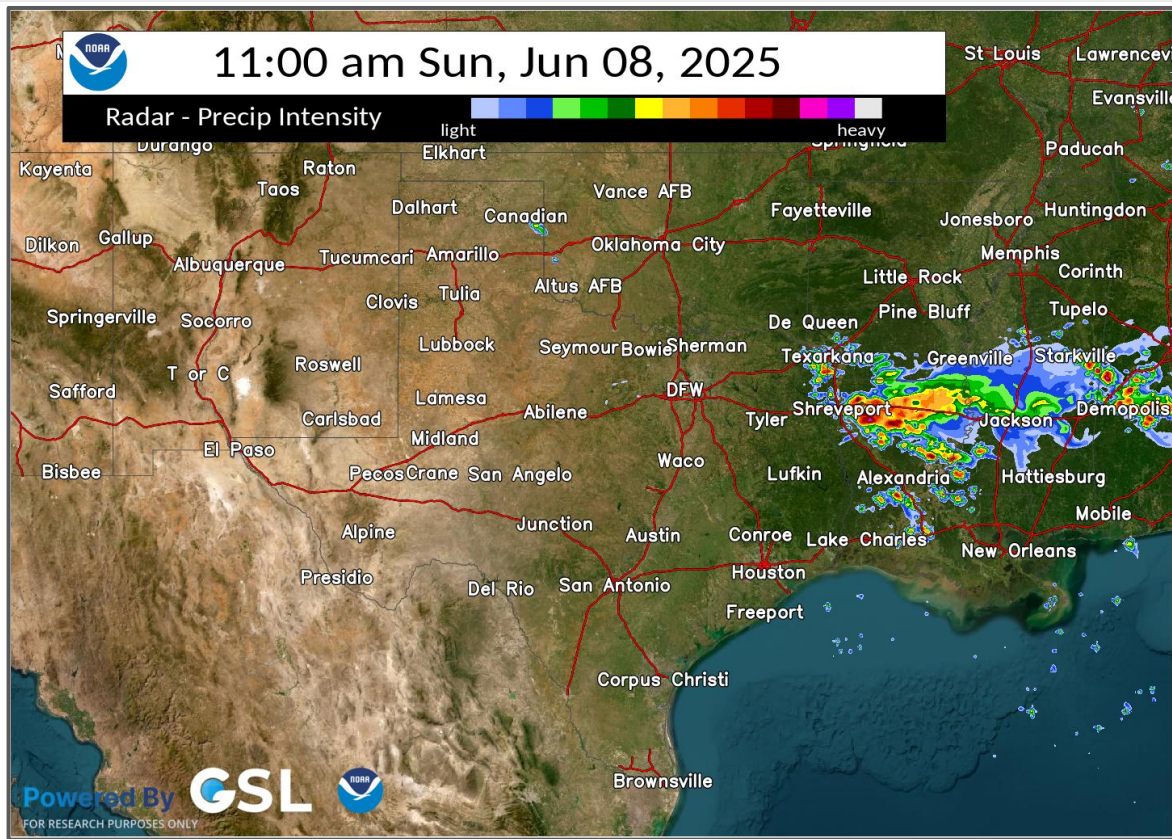 NOAA
11:00 am Sun, Jun 08, 2025
Radar - Precip Intensity
light
heavy
St Louis
Evansville
Durango
Elkhart
Springfield
Paducah
Kayenta
Raton
Taos
Vance AFB
Dalhart
Canadian
Fayetteville
Jonesboro
Huntingdon
Dilkon
Gallup
Albuquerque
Tucumcari
Amarillo
Oklahoma City
Memphis
Little Rock
Corinth
Clovis
Tulia
Altus AFB
Pine Bluff
Tupelo
Springerville
Socorro
De Queen
Lubbock
Seymour
Bowie
Sherman
Texarkana
Greenville
Starkville
Roswell
T or C
Safford
Lamesa
DFW
Abilene
Shreveport
Demopolis
Carlsbad
Tyler
Jackson
Midland
El Paso
Waco
Bisbee
Pecos
Crane
San Angelo
Lufkin
Alexandria
Hattiesburg
Mobile
Junction
Alpine
Austin
Conroe
Lake Charles
New Orleans
Presidio
Del Rio
San Antonio
Houston
Freeport
Corpus Christi
Brownsville
Powered By GSL NOAA
FOR RESEARCH PURPOSES ONLY